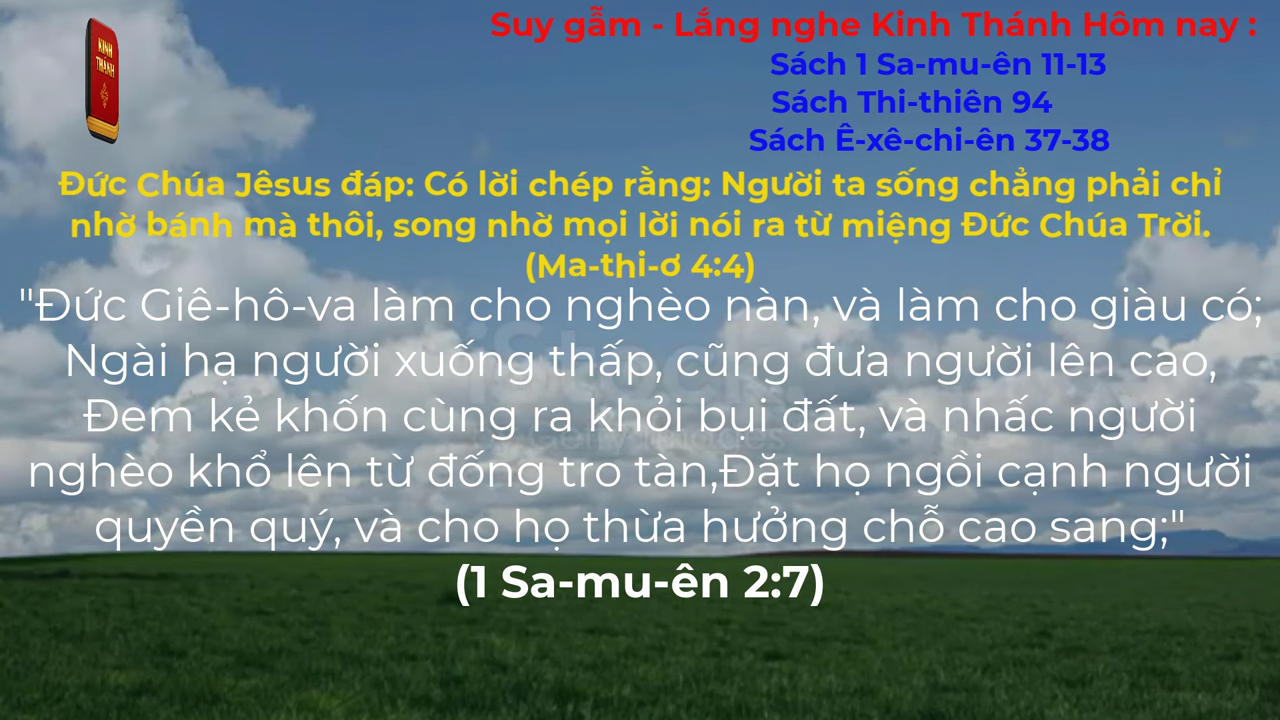 KINH
THÁNH
Suy gẫm - Lắng nghe Kinh Thánh Hôm nay :
Sách 1 Sa-mu-ên 11-13
Sách Thi-thiên 94
Sách Ê-xê-chi-ên 37-38
Đức Chúa Jêsus đáp: Có lời chép rằng: Người ta sống chẳng phải chỉ
nhờ bánh mà thôi, song nhờ mọi lời nói ra từ miệng Đức Chúa Trời.
(Ma-thi-ơ 4:4)
"Đức Giê-hô-va làm cho nghèo nàn, và làm cho giàu có;
Ngài hạ người xuống thấp, cũng đưa người lên cao,
Đem kẻ khốn cùng ra khỏi bụi đất, và nhấc người
nghèo khổ lên từ đống tro tàn,Đặt họ ngồi cạnh người
quyền quý, và cho họ thừa hưởng chỗ cao sang;"
(1 Sa-mu-ên 2:7)